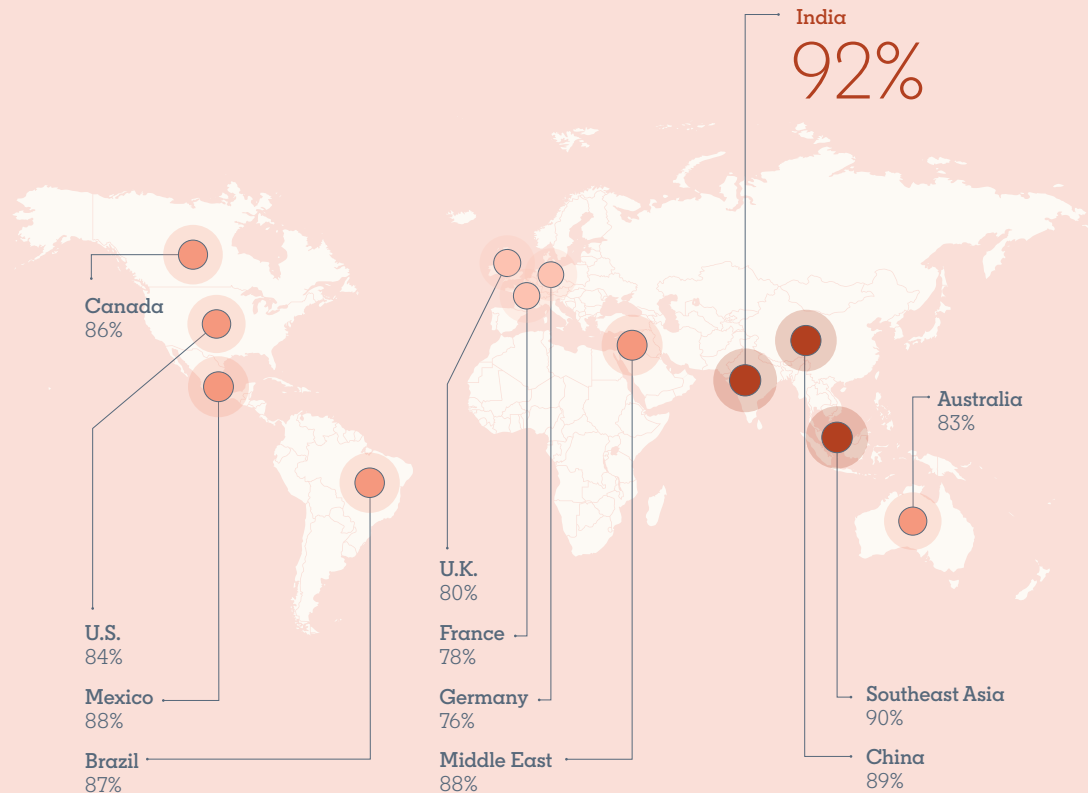 India
92%
Canada
86%
Australia
83%
U.K.
80%
U.S.
84%
France
78%
Mexico
88%
Germany
76%
Southeast Asia
90%
Brazil
87%
Middle East
88%
China
89%